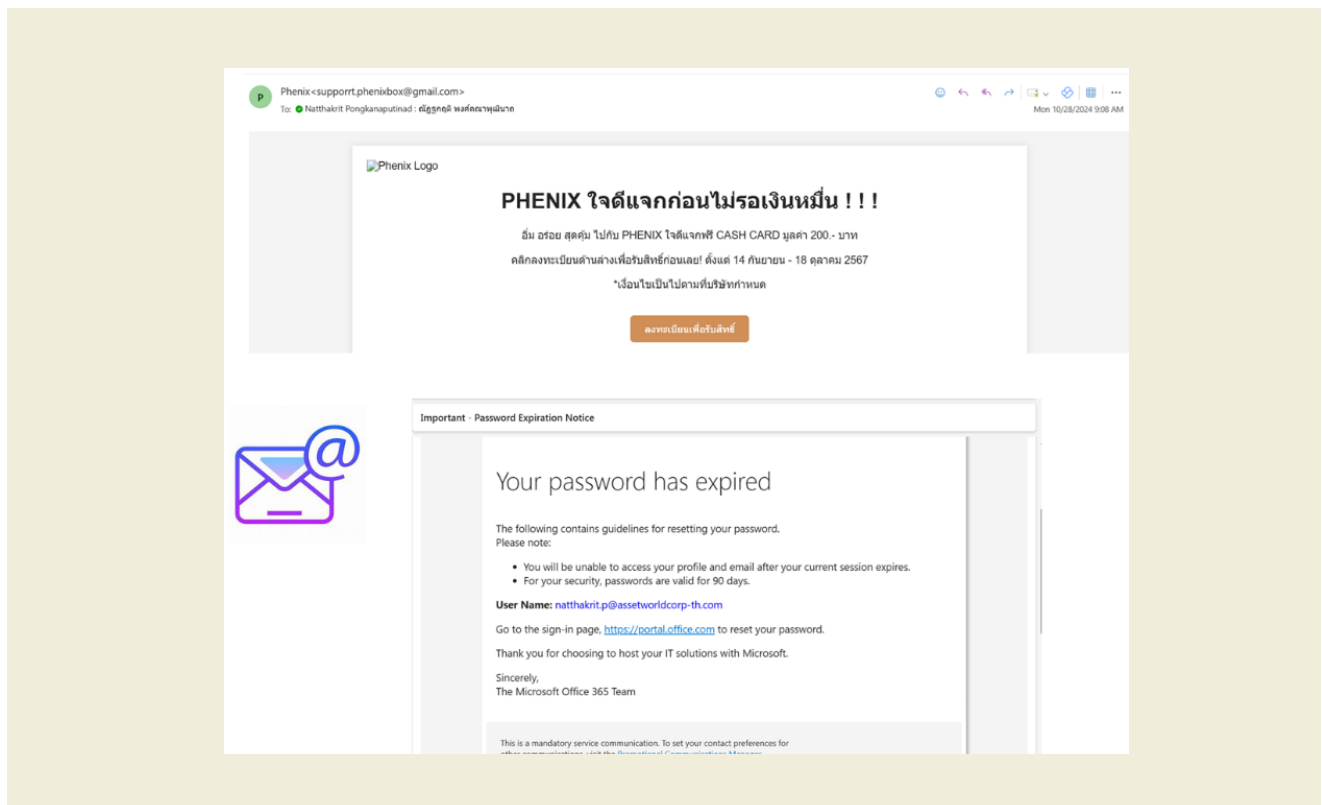 P
Phenix<supporrt.phenixbox@gmail.com>
To: Natthakrit Pongkanaputinad : ณัฏฐกฤติ พงศ์คณาพุฒินาถ
Mon 10/28/2024 9:08 AM
Phenix Logo
PHENIX ใจดีแจกก่อนไม่รอเงินหมื่น ! ! !
อิ่ม อร่อย สุดคุ้ม ไปกับ PHENIX ใจดีแจกฟรี CASH CARD มูลค่า 200.- บาท
คลิกลงทะเบียนด้านล่างเพื่อรับสิทธิ์ก่อนเลย! ตั้งแต่ 14 กันยายน - 18 ตุลาคม 2567
*เงื่อนไขเป็นไปตามที่บริษัทกำหนด
ลงทะเบียนเพื่อรับสิทธิ์
Important - Password Expiration Notice
@
Your password has expired
The following contains guidelines for resetting your password.
Please note:
• You will be unable to access your profile and email after your current session expires.
• For your security, passwords are valid for 90 days.
User Name: natthakrit.p@assetworldcorp-th.com
Go to the sign-in page, https://portal.office.com to reset your password.
Thank you for choosing to host your IT solutions with Microsoft.
Sincerely,
The Microsoft Office 365 Team
This is a mandatory service communication. To set your contact preferences for
other communications, visit the Promotional Communications Manager